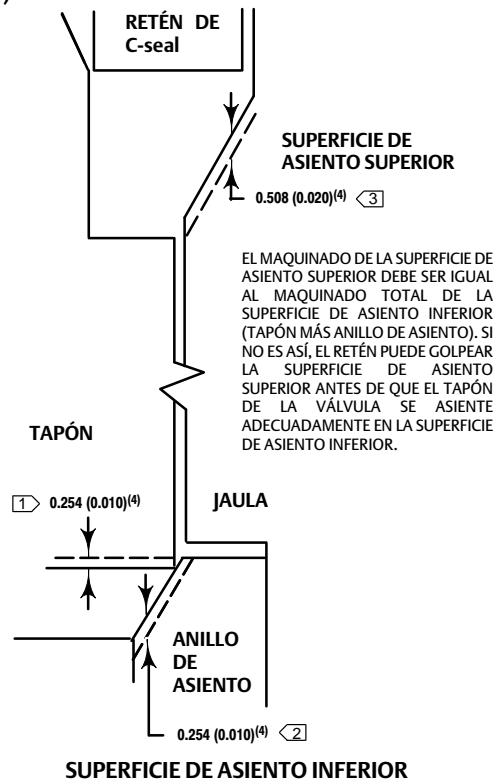 )
RETÉN DE
C-seal
SUPERFICIE DE
ASIENTO SUPERIOR
0.508 (0.020)(4) 3
EL MAQUINADO DE LA SUPERFICIE DE
ASIENTO SUPERIOR DEBE SER IGUAL
AL MAQUINADO TOTAL DE LA
SUPERFICIE DE ASIENTO INFERIOR
(TAPÓN MÁS ANILLO DE ASIENTO). SI
NO ES ASÍ, EL RETÉN PUEDE GOLPEAR
LA SUPERFICIE DE ASIENTO
SUPERIOR ANTES DE QUE EL TAPÓN
DE LA VÁLVULA SE ASIENTE
ADECUADAMENTE EN LA SUPERFICIE
DE ASIENTO INFERIOR.
TAPÓN
1 0.254 (0.010)(4)
JAULA
ANILLO
DE
ASIENTO
0.254 (0.010)(4) 2
SUPERFICIE DE ASIENTO INFERIOR